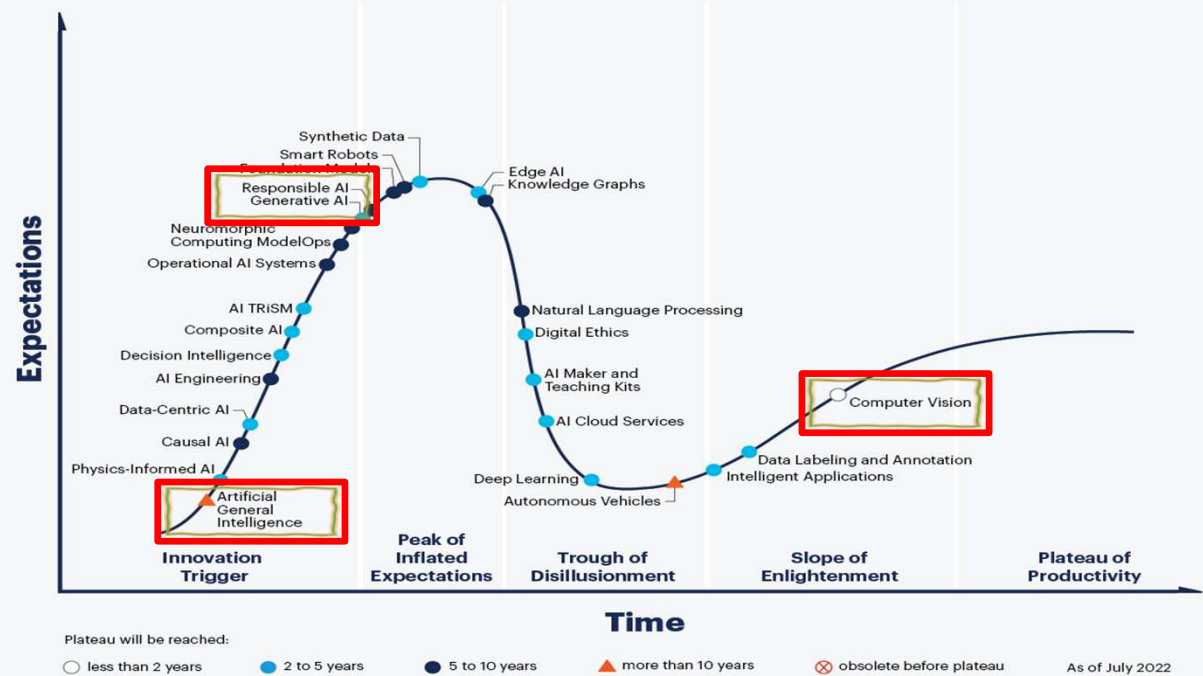 Expectations
Synthetic Data
Smart Robots
Foundation Models
Responsible AI
Generative AI
Neuromorphic
Computing ModelOps
Operational AI Systems
AI TRiSM
Composite AI
Decision Intelligence
AI Engineering
Data-Centric AI
Causal AI
Physics-Informed AI
Artificial
General
Intelligence
Edge AI
Knowledge Graphs
Natural Language Processing
Digital Ethics
AI Maker and
Teaching Kits
AI Cloud Services
Deep Learning
Autonomous Vehicles
Computer Vision
Data Labeling and Annotation
Intelligent Applications
Innovation
Trigger
Peak of
Inflated
Expectations
Trough of
Disillusionment
Slope of
Enlightenment
Plateau of
Productivity
Time
Plateau will be reached:
less than 2 years
2 to 5 years
5 to 10 years
more than 10 years
obsolete before plateau
As of July 2022